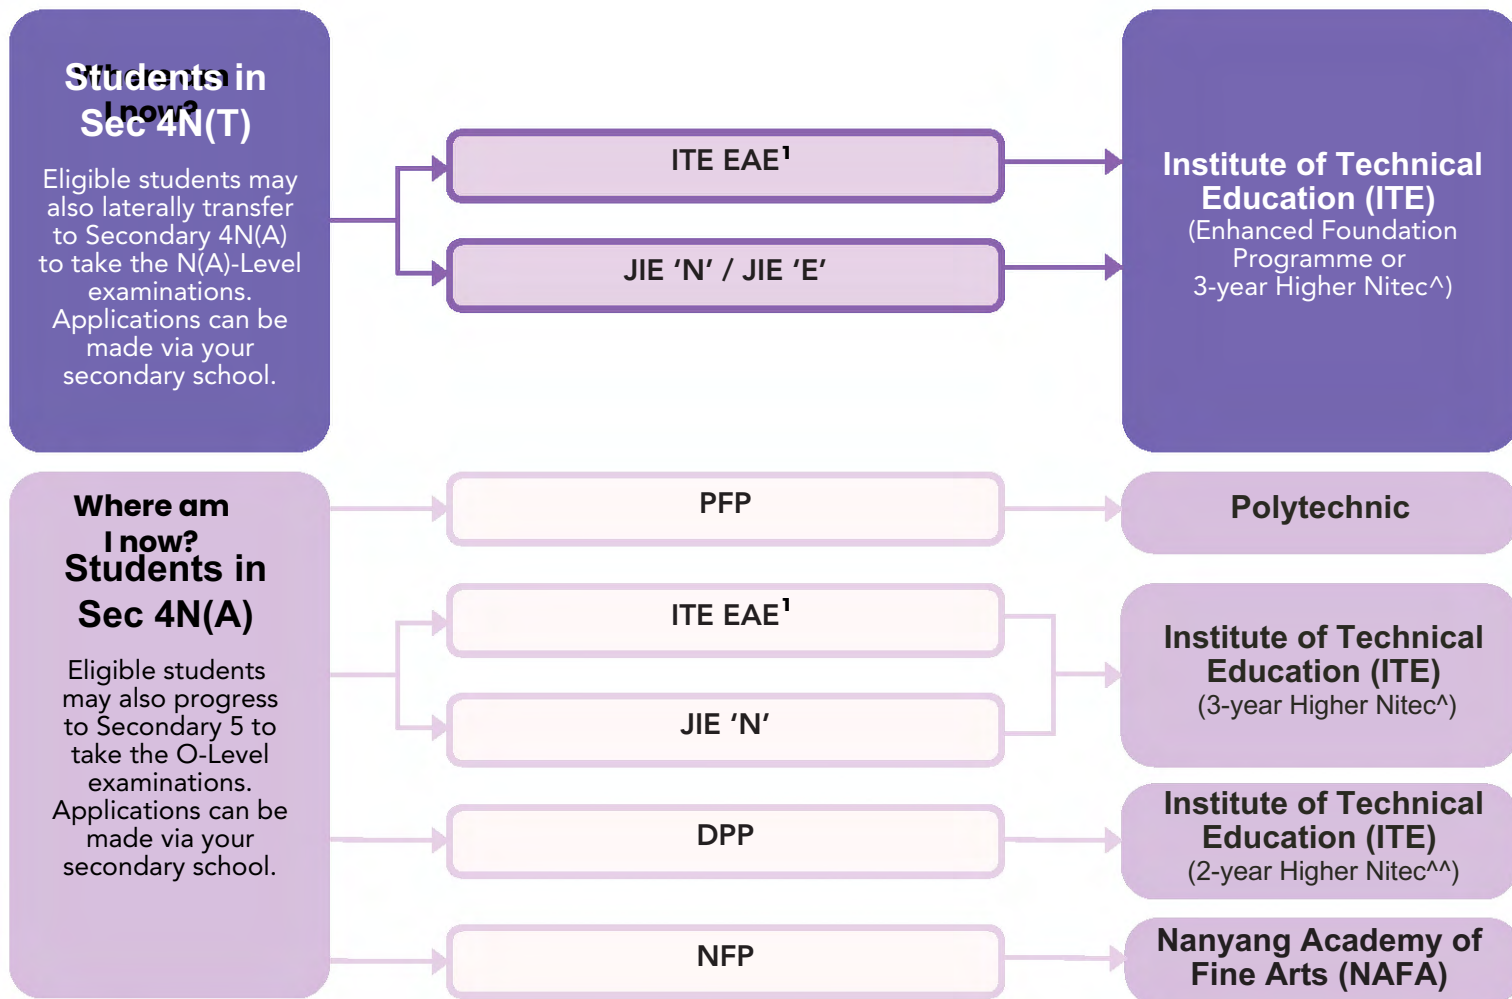 Where am
I now?
Students in
Sec 4N(T)
Eligible students may
also laterally transfer
to Secondary 4N(A)
to take the N(A)-Level
examinations.
Applications can be
made via your
secondary school.
ITE EAE¹
JIE ‘N’ / JIE ‘E’
Institute of Technical
Education (ITE)
(Enhanced Foundation
Programme or
3-year Higher Nitec^)
Where am
I now?
Students in
Sec 4N(A)
Eligible students
may also progress
to Secondary 5 to
take the O-Level
examinations.
Applications can be
made via your
secondary school.
PFP
Polytechnic
ITE EAE¹
JIE ‘N’
Institute of Technical
Education (ITE)
(3-year Higher Nitec^)
DPP
Institute of Technical
Education (ITE)
(2-year Higher Nitec^^)
NFP
Nanyang Academy of
Fine Arts (NAFA)